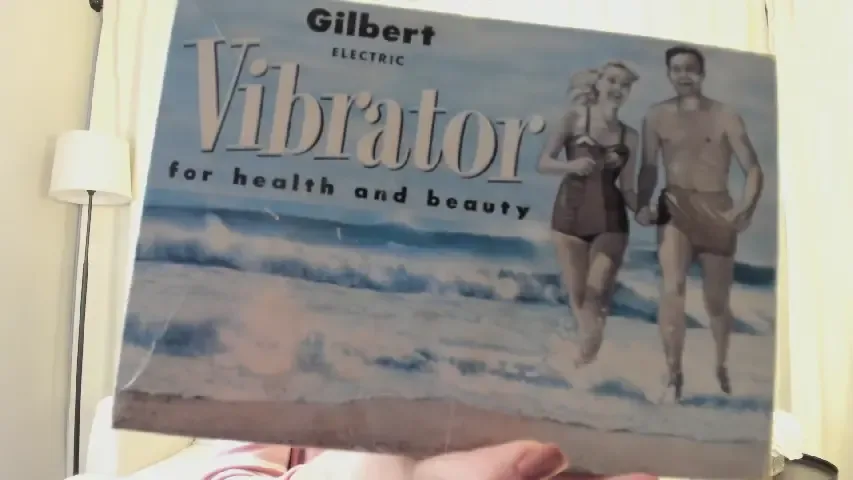 Gilbert
ELECTRIC
Vibrator
for health and beauty